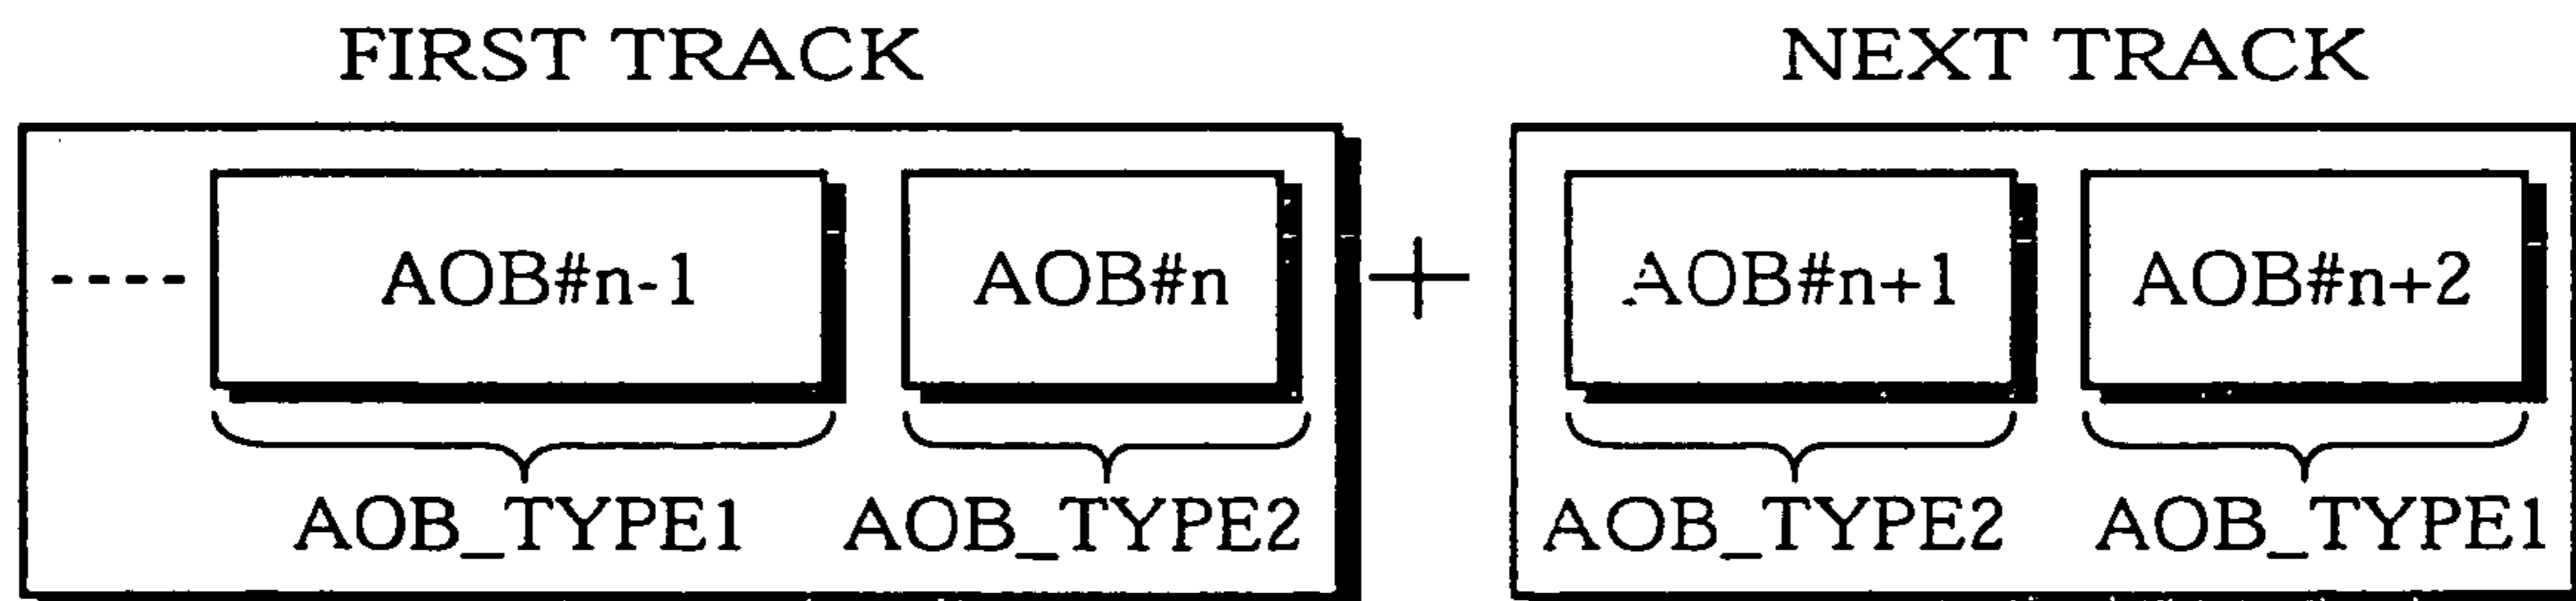 FIRST TRACK
NEXT TRACK
---- AOB#n-1 AOB#n + AOB#n+1 AOB#n+2
AOB_TYPE1 AOB_TYPE2 AOB_TYPE2 AOB_TYPE1